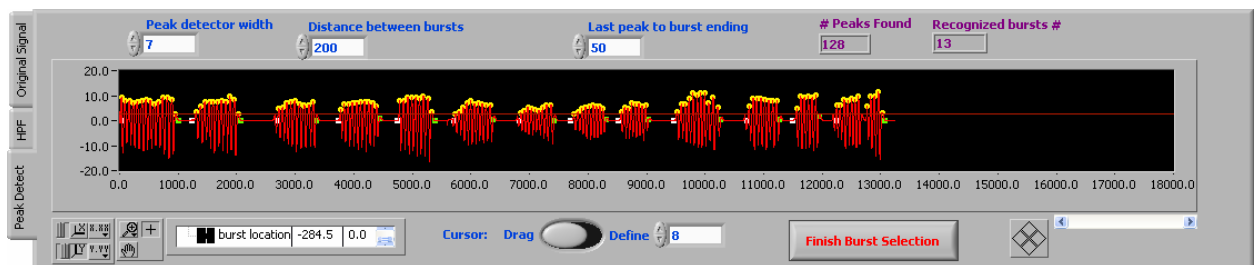 Original Signal
HPF
Peak Detect
Peak detector width
7
Distance between bursts
200
Last peak to burst ending
50
# Peaks Found
128
Recognized bursts #
13
20.0
10.0
0.0
-10.0
-20.0
0.0 1000.0 2000.0 3000.0 4000.0 5000.0 6000.0 7000.0 8000.0 9000.0 10000.0 11000.0 12000.0 13000.0 14000.0 15000.0 16000.0 17000.0 18000.0
burst location -284.5 0.0
Cursor: Drag Define 8
Finish Burst Selection